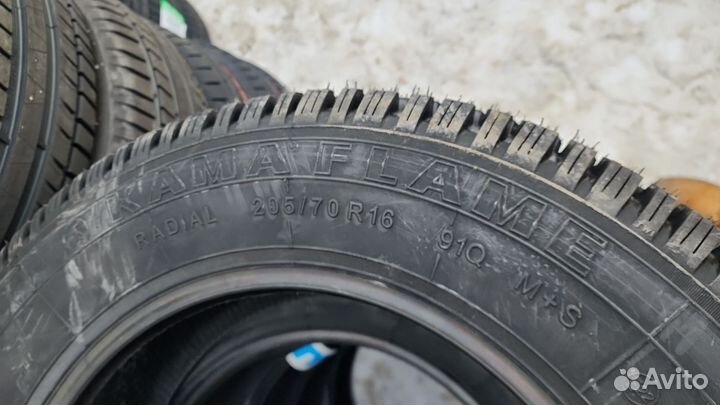 KAMA FLAME
RADIAL 205/70 R16 91Q M+S
Avito